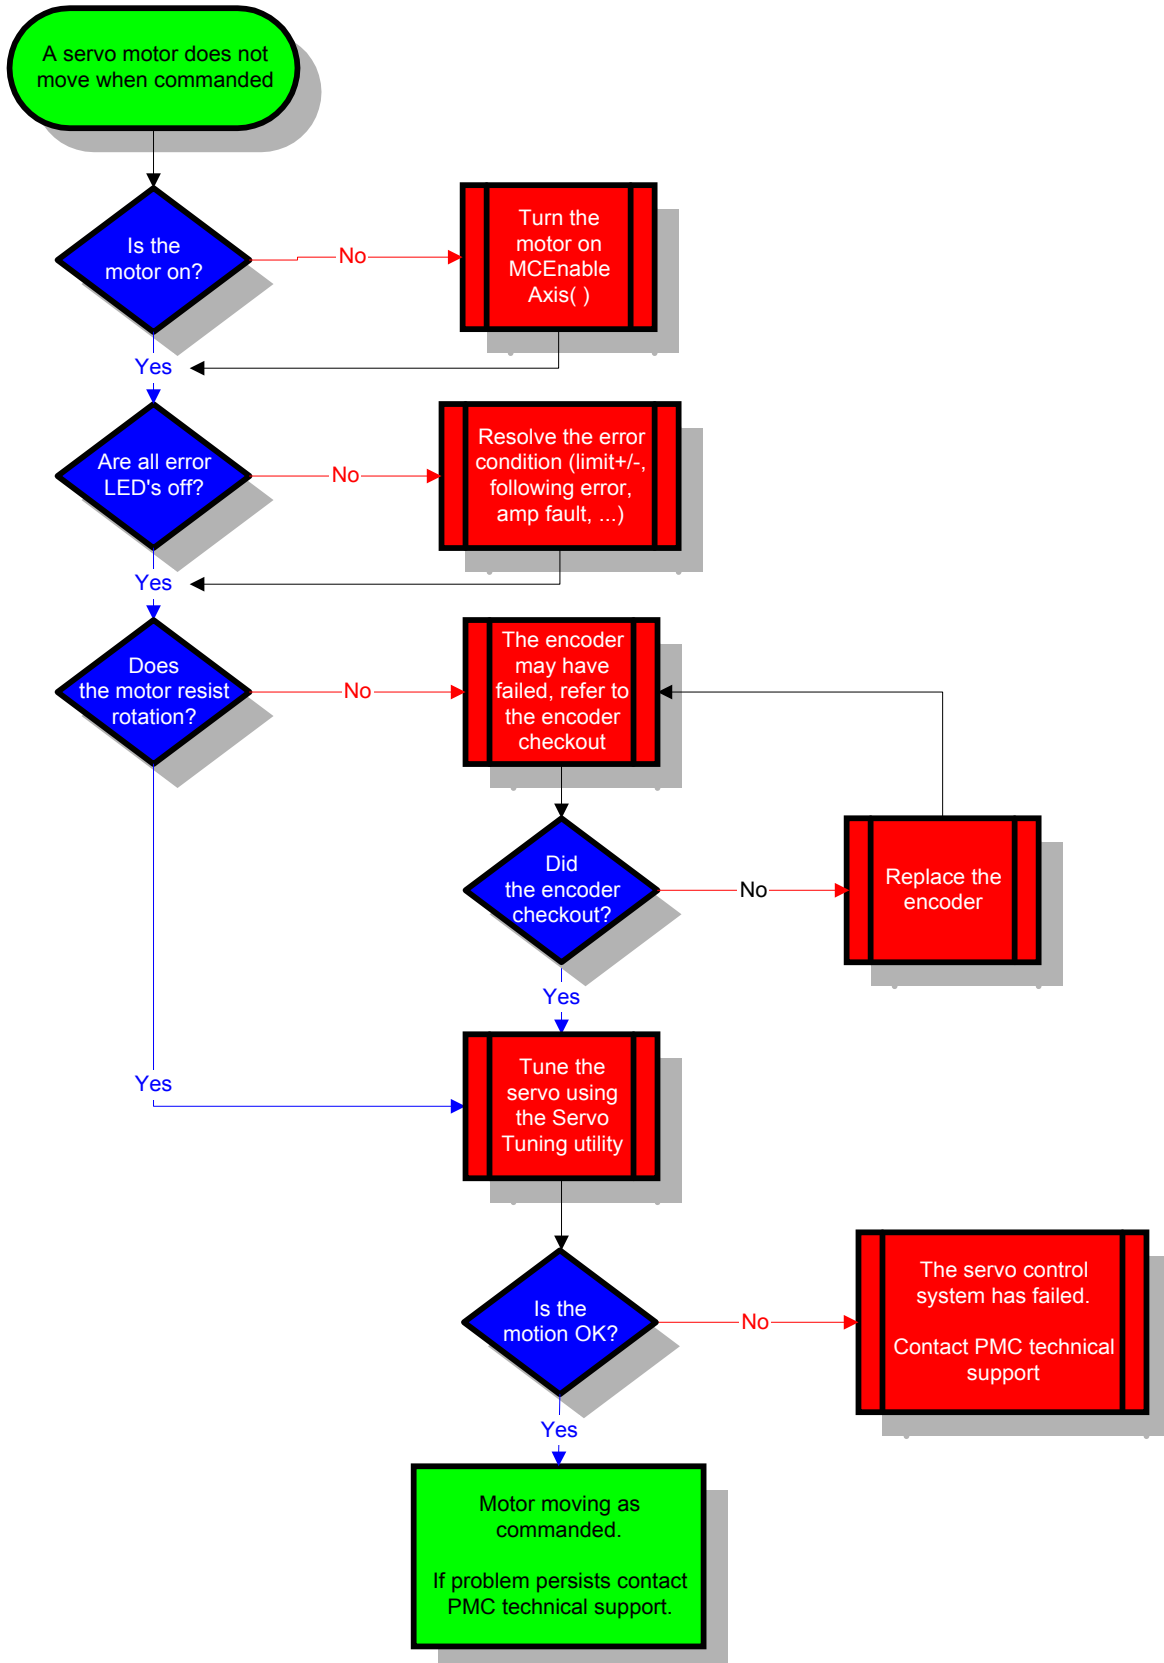 A servo motor does not
move when commanded
Is the
motor on?
No
Turn the
motor on
MCEnable
Axis( )
Yes
Are all error
LED's off?
No
Resolve the error
condition (limit+/-,
following error,
amp fault, ...)
Yes
Does
the motor resist
rotation?
No
The encoder
may have
failed, refer to
the encoder
checkout
Did
the encoder
checkout?
No
Replace the
encoder
Yes
Yes
Tune the
servo using
the Servo
Tuning utility
Is the
motion OK?
No
The servo control
system has failed.
Contact PMC technical
support
Yes
Motor moving as
commanded.
If problem persists contact
PMC technical support.